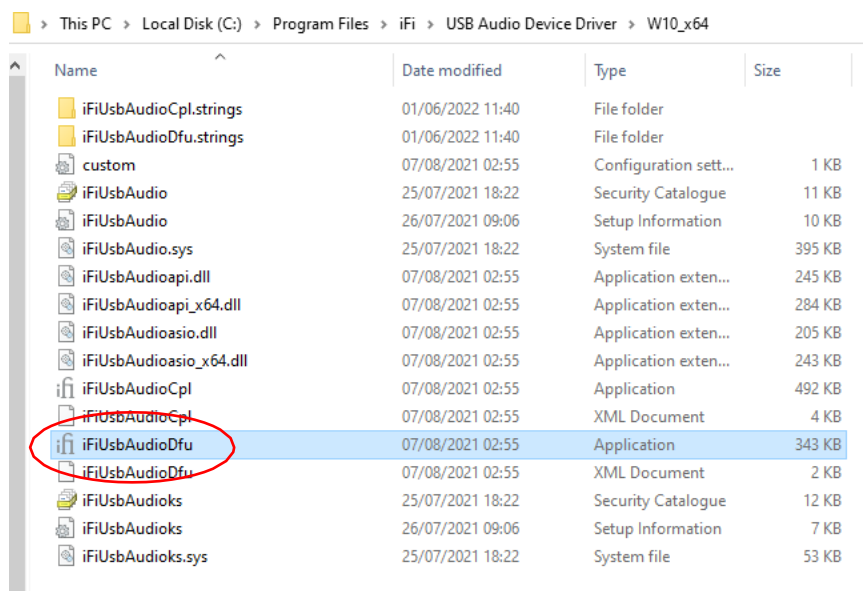 This PC > Local Disk (C:) > Program Files > iFi > USB Audio Device Driver > W10_x64
Name Date modified Type Size
iFiUsbAudioCpl.strings 01/06/2022 11:40 File folder
iFiUsbAudioDfu.strings 01/06/2022 11:40 File folder
custom 07/08/2021 02:55 Configuration sett... 1 KB
iFiUsbAudio 25/07/2021 18:22 Security Catalogue 11 KB
iFiUsbAudio 26/07/2021 09:06 Setup Information 10 KB
iFiUsbAudio.sys 25/07/2021 18:22 System file 395 KB
iFiUsbAudioapi.dll 07/08/2021 02:55 Application exten... 245 KB
iFiUsbAudioapi_x64.dll 07/08/2021 02:55 Application exten... 284 KB
iFiUsbAudioasio.dll 07/08/2021 02:55 Application exten... 205 KB
iFiUsbAudioasio_x64.dll 07/08/2021 02:55 Application exten... 243 KB
ifi iFiUsbAudioCpl 07/08/2021 02:55 Application 492 KB
iFiUsbAudioCpl 07/08/2021 02:55 XML Document 4 KB
ifi iFiUsbAudioDfu 07/08/2021 02:55 Application 343 KB
iFiUsbAudioDfu 07/08/2021 02:55 XML Document 2 KB
iFiUsbAudioks 25/07/2021 18:22 Security Catalogue 12 KB
iFiUsbAudioks 26/07/2021 09:06 Setup Information 7 KB
iFiUsbAudioks.sys 25/07/2021 18:22 System file 53 KB